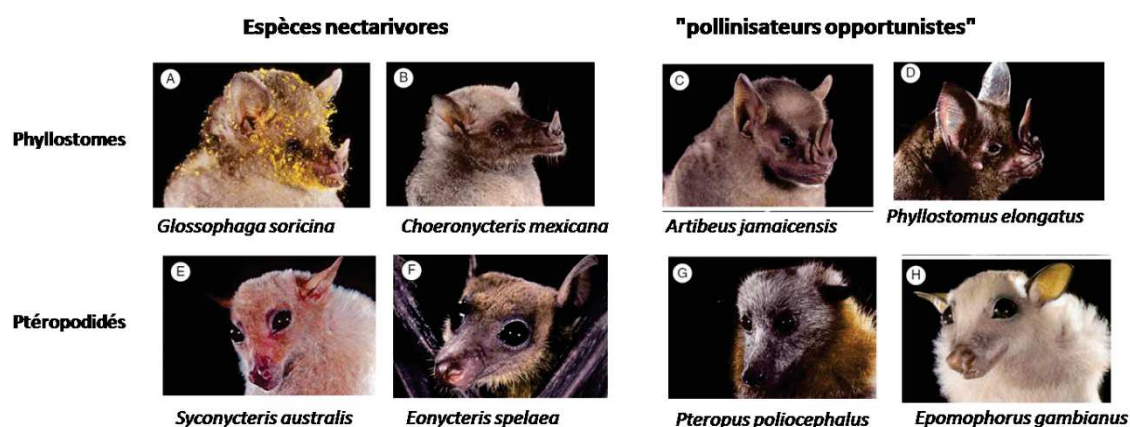 Espèces nectarivores "pollinisateurs opportunistes"
Phyllostomes
A B C D
Glossophaga soricina Choeronycteris mexicana Artibeus jamaicensis Phyllostomus elongatus
Ptéropodidés
E F G H
Syconycteris australis Eonycteris spelaea Pteropus poliocephalus Epomophorus gambianus